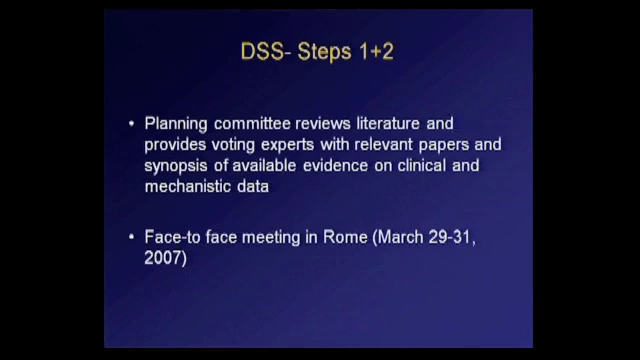 DSS- Steps 1+2
• Planning committee reviews literature and
provides voting experts with relevant papers and
synopsis of available evidence on clinical and
mechanistic data
• Face-to face meeting in Rome (March 29-31,
2007)